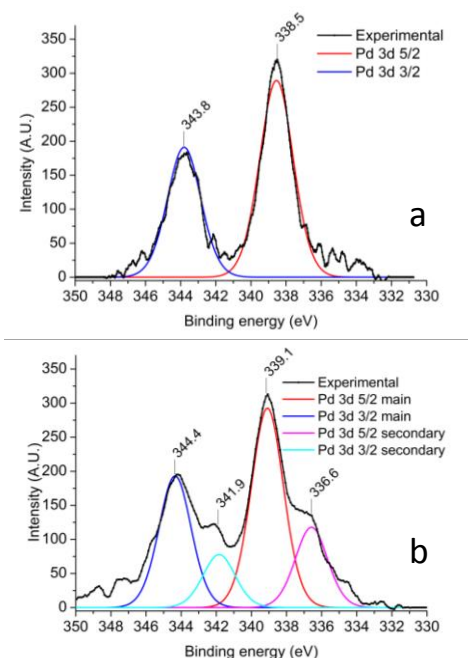 338.5
343.8
Experimental
Pd 3d 5/2
Pd 3d 3/2
a
Intensity (A.U.)
350
300
250
200
150
100
50
0
350 348 346 344 342 340 338 336 334 332 330
Binding energy (eV)
339.1
344.4
341.9
336.6
Experimental
Pd 3d 5/2 main
Pd 3d 3/2 main
Pd 3d 5/2 secondary
Pd 3d 3/2 secondary
b
Intensity (A.U.)
350
300
250
200
150
100
50
0
350 348 346 344 342 340 338 336 334 332 330
Binding energy (eV)